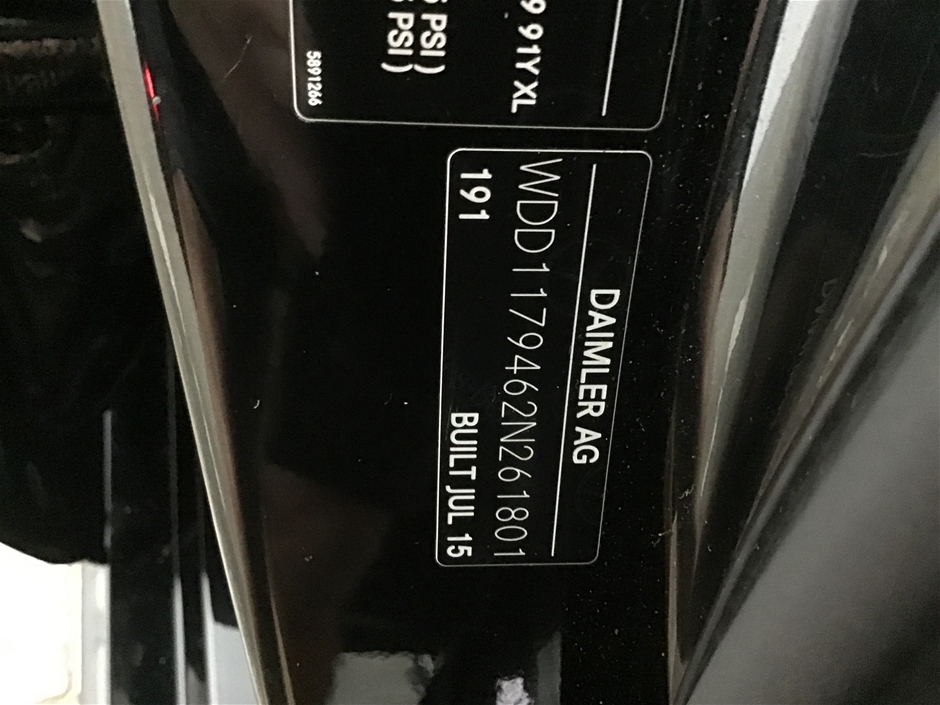 9 91Y XL
PSI )
PSI )
5891266
DAIMLER AG
WDD1179462N261801
191
BUILT JUL 15